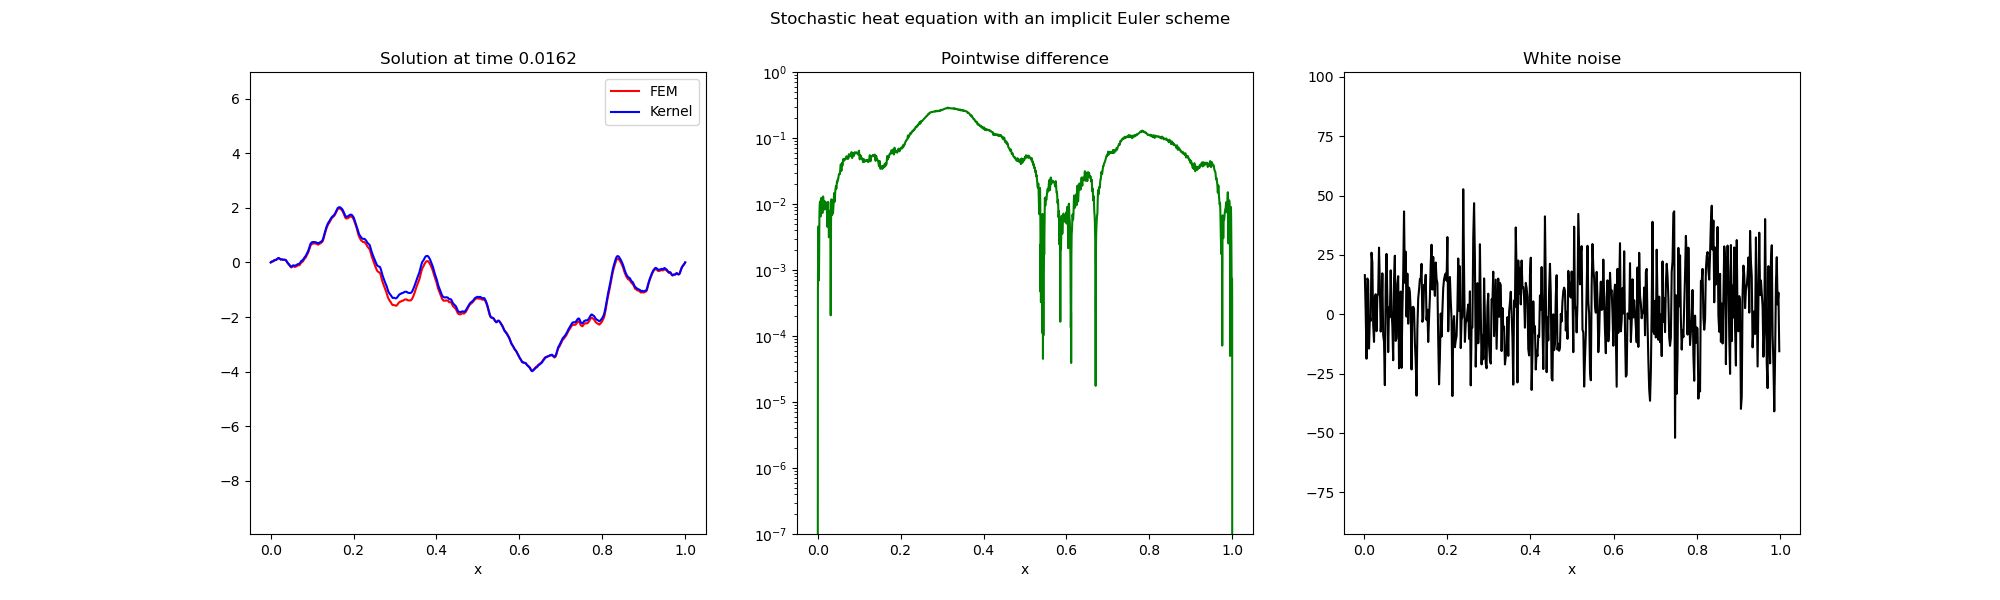 Stochastic heat equation with an implicit Euler scheme
Solution at time 0.0162
6
4
2
0
−2
−4
−6
−8
0.0 0.2 0.4 0.6 0.8 1.0
x
FEM
Kernel
Pointwise difference
10⁰
10⁻¹
10⁻²
10⁻³
10⁻⁴
10⁻⁵
10⁻⁶
10⁻⁷
0.0 0.2 0.4 0.6 0.8 1.0
x
White noise
100
75
50
25
0
−25
−50
−75
0.0 0.2 0.4 0.6 0.8 1.0
x